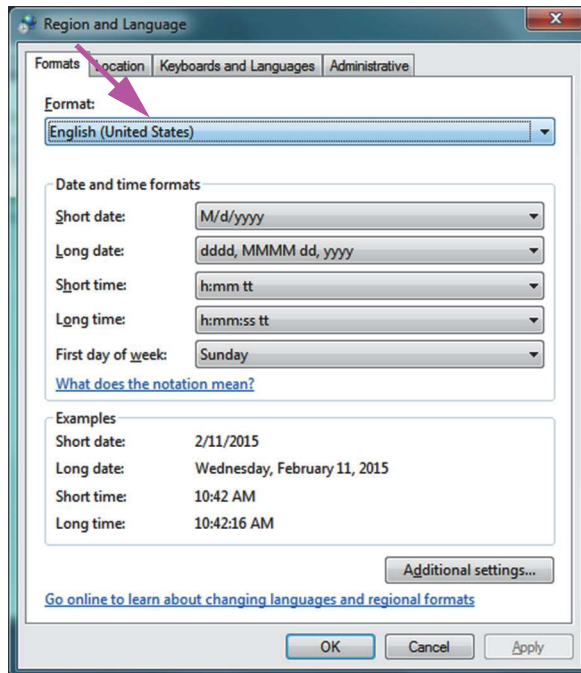 Region and Language
Formats Location Keyboards and Languages Administrative
Format:
English (United States)
Date and time formats
Short date: M/d/yyyy
Long date: dddd, MMMM dd, yyyy
Short time: h:mm tt
Long time: h:mm:ss tt
First day of week: Sunday
What does the notation mean?
Examples
Short date: 2/11/2015
Long date: Wednesday, February 11, 2015
Short time: 10:42 AM
Long time: 10:42:16 AM
Additional settings...
Go online to learn about changing languages and regional formats
OK Cancel Apply